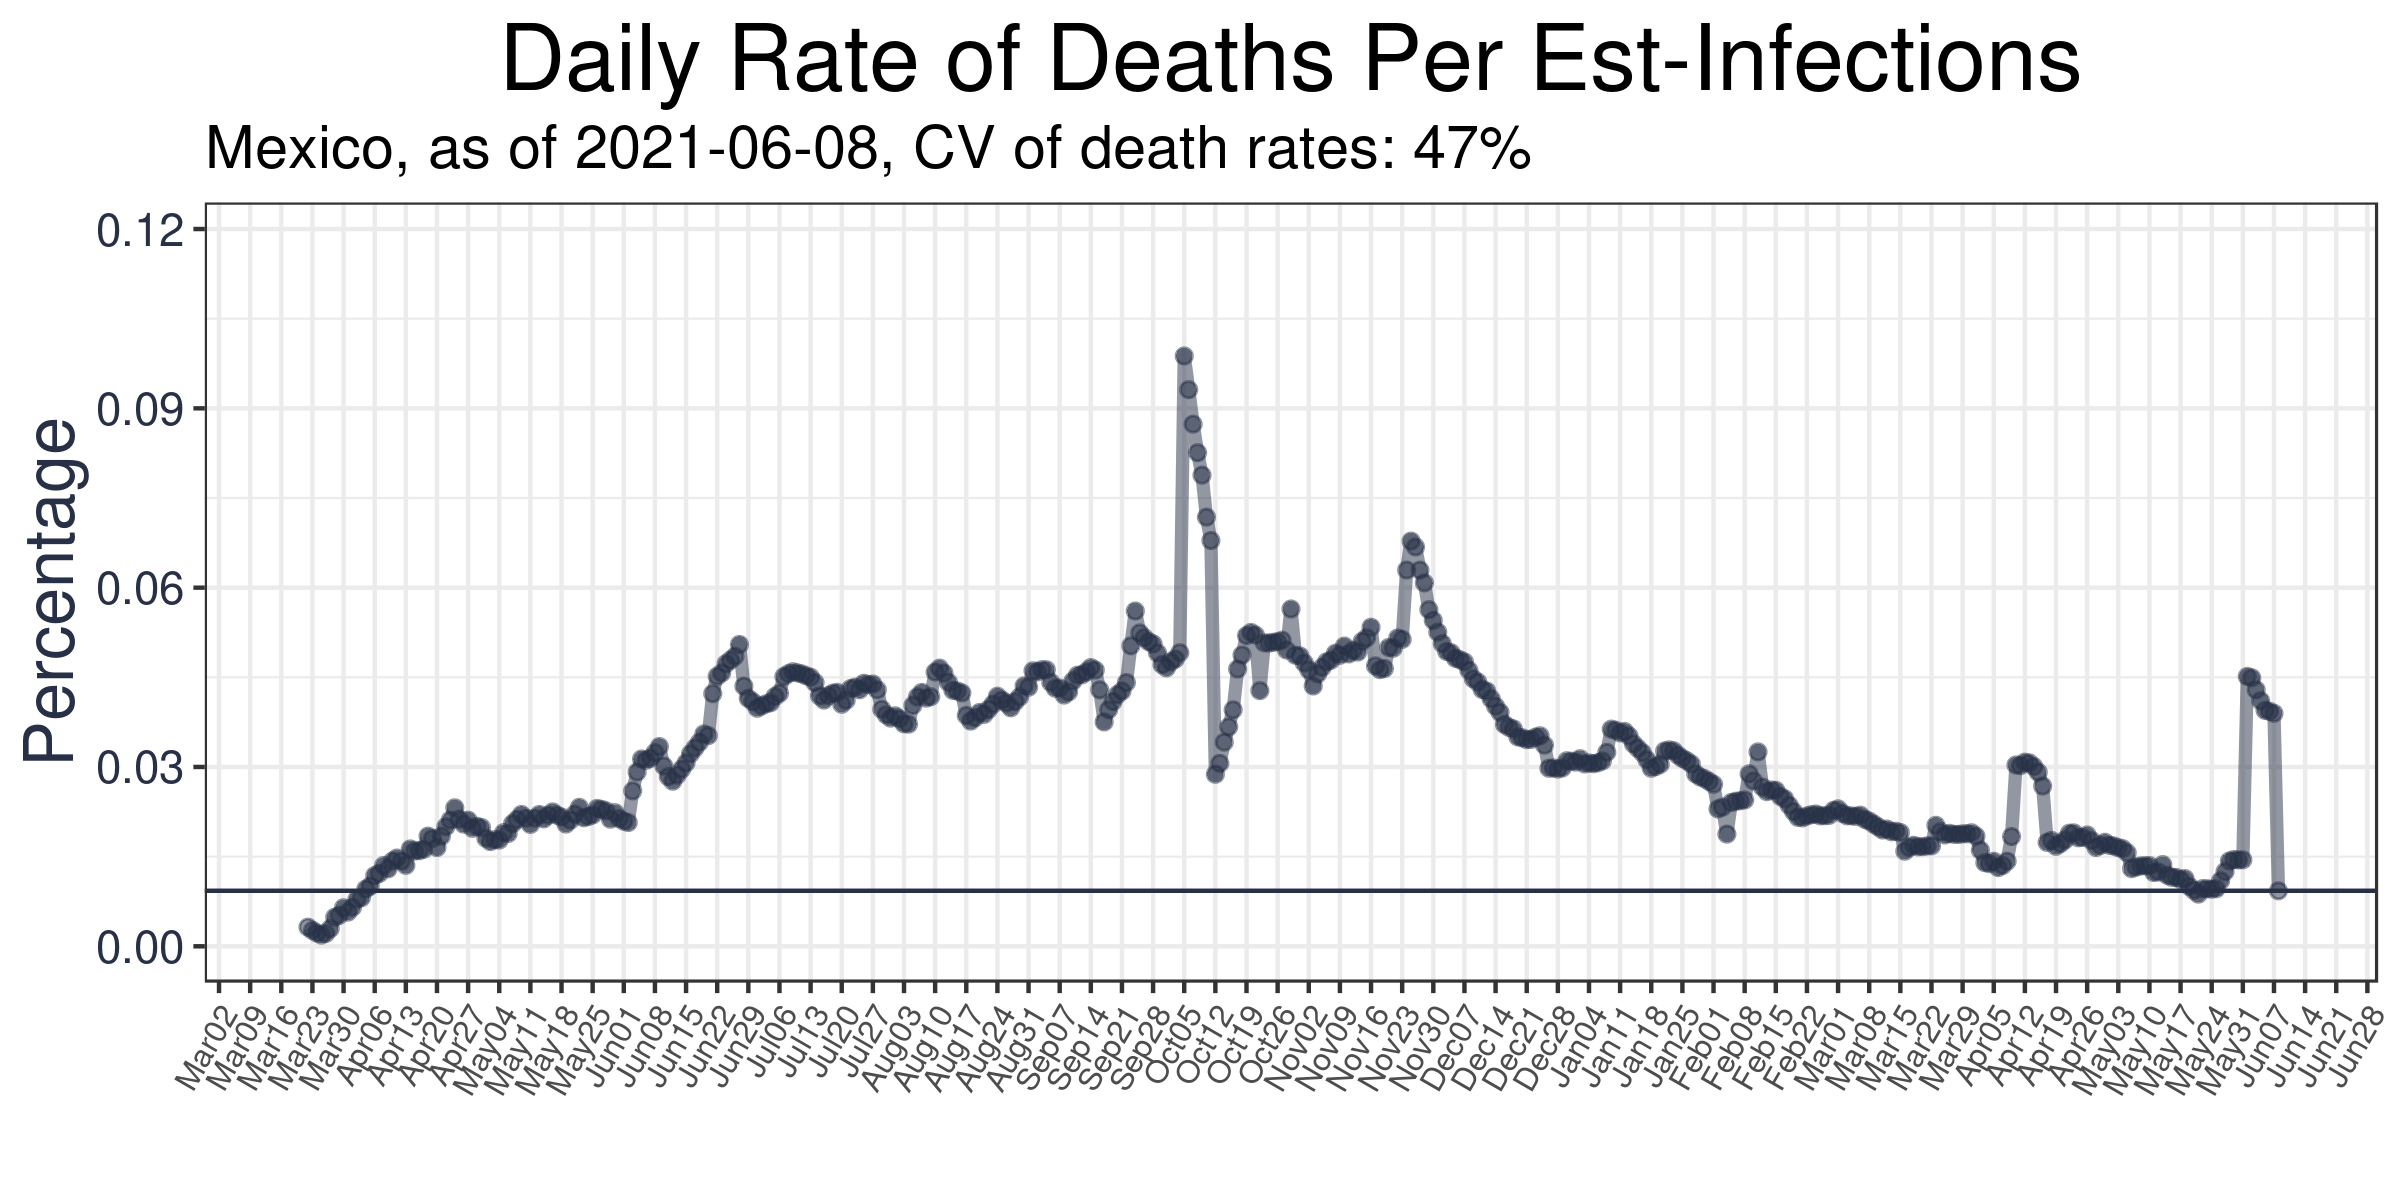 Daily Rate of Deaths Per Est-Infections
Mexico, as of 2021-06-08, CV of death rates: 47%
Percentage
0.12
0.09
0.06
0.03
0.00
Mar02
Mar09
Mar16
Mar23
Mar30
Apr06
Apr13
Apr20
Apr27
May04
May11
May18
May25
Jun01
Jun08
Jun15
Jun22
Jun29
Jul06
Jul13
Jul20
Jul27
Aug03
Aug10
Aug17
Aug24
Aug31
Sep07
Sep14
Sep21
Sep28
Oct05
Oct12
Oct19
Oct26
Nov02
Nov09
Nov16
Nov23
Nov30
Dec07
Dec14
Dec21
Dec28
Jan04
Jan11
Jan18
Jan25
Feb01
Feb08
Feb15
Feb22
Mar01
Mar08
Mar15
Mar22
Mar29
Apr05
Apr12
Apr19
Apr26
May03
May10
May17
May24
May31
Jun07
Jun14
Jun21
Jun28